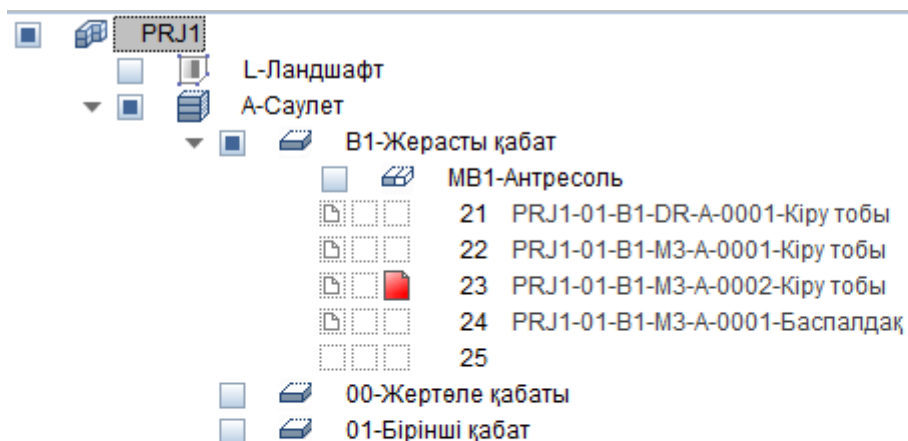 PRJ1
L-Ландшафт
A-Саулет
B1-Жерасты қабат
MB1-Антресоль
21 PRJ1-01-B1-DR-A-0001-Кіру тобы
22 PRJ1-01-B1-M3-A-0001-Кіру тобы
23 PRJ1-01-B1-M3-A-0002-Кіру тобы
24 PRJ1-01-B1-M3-A-0001-Баспалдақ
25
00-Жертөле қабаты
01-Бірінші қабат